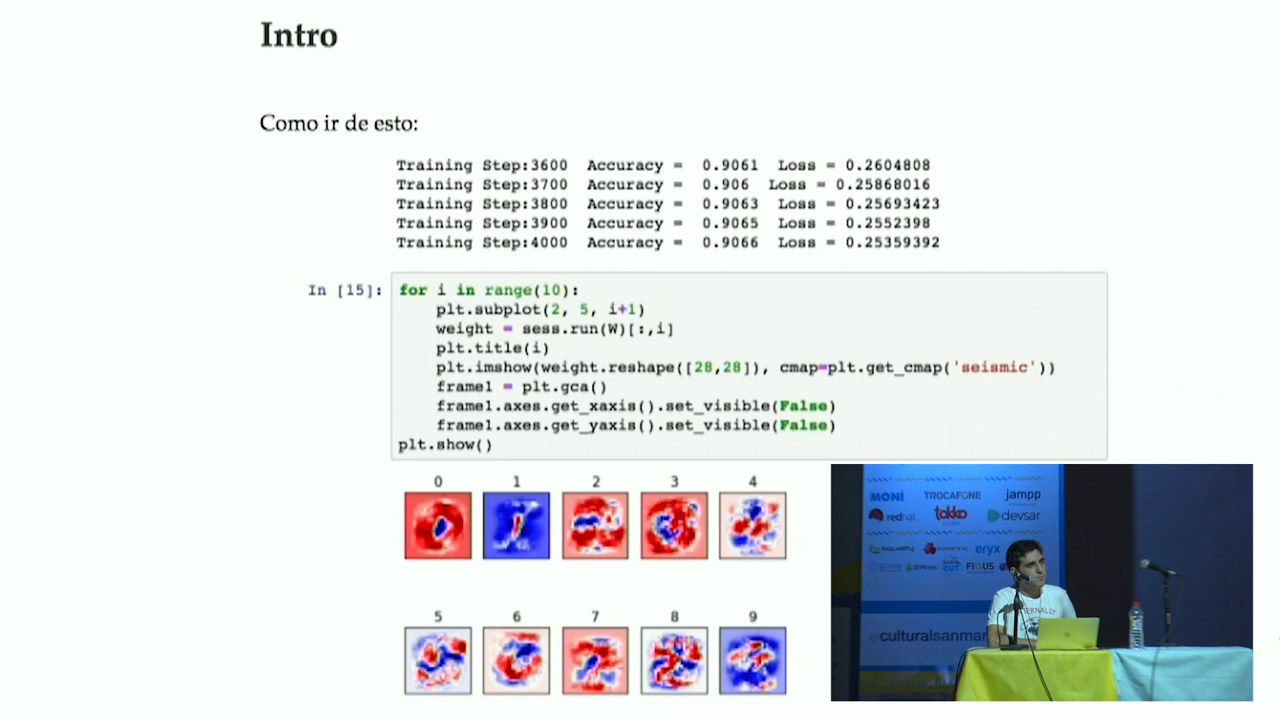 Intro
Como ir de esto:
Training Step:3600  Accuracy =  0.9061  Loss = 0.2604808
Training Step:3700  Accuracy =  0.906  Loss = 0.25868016
Training Step:3800  Accuracy =  0.9063  Loss = 0.25693423
Training Step:3900  Accuracy =  0.9065  Loss = 0.2552398
Training Step:4000  Accuracy =  0.9066  Loss = 0.25359392
In [15]: for i in range(10):
    plt.subplot(2, 5, i+1)
    weight = sess.run(W)[:,i]
    plt.title(i)
    plt.imshow(weight.reshape([28,28]), cmap=plt.get_cmap('seismic'))
    frame1 = plt.gca()
    frame1.axes.get_xaxis().set_visible(False)
    frame1.axes.get_yaxis().set_visible(False)
plt.show()
0 1 2 3 4
5 6 7 8 9
MONI TROCAFONE jampp
redhat tokko devsar
eryx
FIQUS
elculturalsanmar